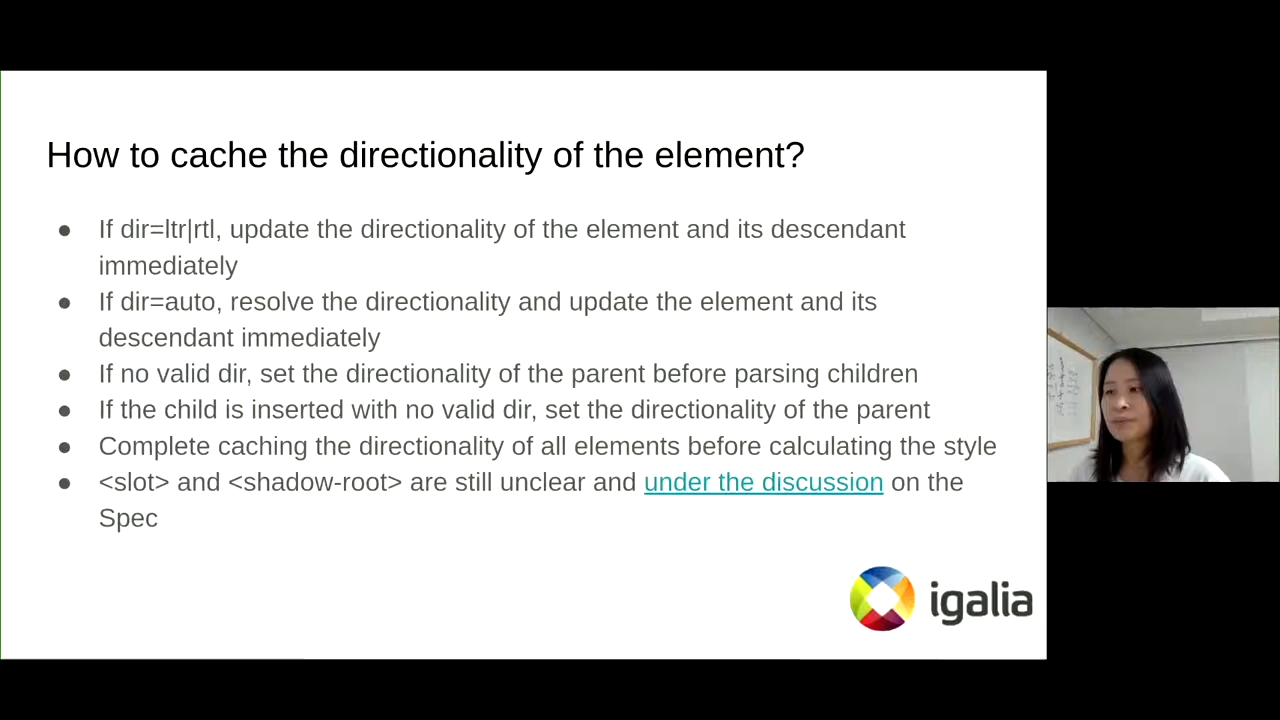 How to cache the directionality of the element?
● If dir=ltr|rtl, update the directionality of the element and its descendant
immediately
● If dir=auto, resolve the directionality and update the element and its
descendant immediately
● If no valid dir, set the directionality of the parent before parsing children
● If the child is inserted with no valid dir, set the directionality of the parent
● Complete caching the directionality of all elements before calculating the style
● <slot> and <shadow-root> are still unclear and under the discussion on the
Spec
igalia